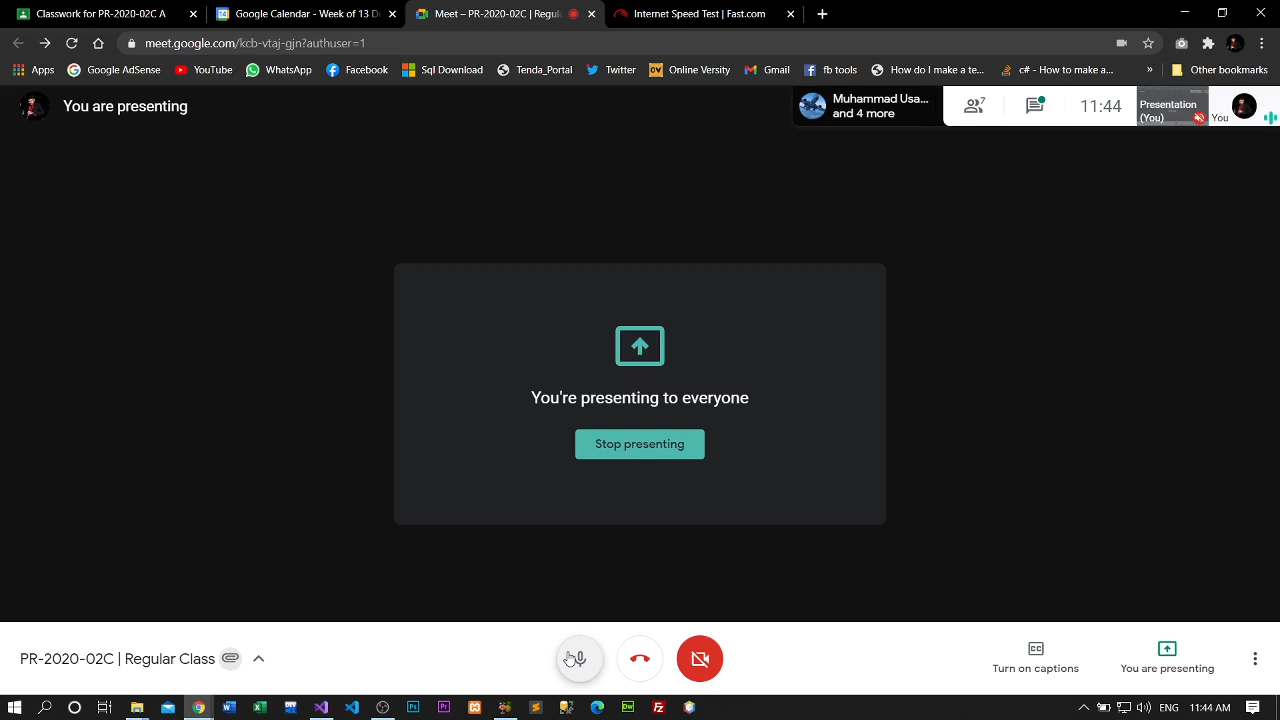 Classwork for PR-2020-02C A
Google Calendar - Week of 13 De
Meet – PR-2020-02C | Regul
Internet Speed Test | Fast.com
meet.google.com/kcb-vtaj-gjn?authuser=1
Apps
Google AdSense
YouTube
WhatsApp
Facebook
Sql Download
Tenda_Portal
Twitter
Online Versity
Gmail
fb tools
How do I make a te...
c# - How to make a...
Other bookmarks
You are presenting
Muhammad Usa...
and 4 more
7
11:44
Presentation
(You)
You
You're presenting to everyone
Stop presenting
PR-2020-02C | Regular Class
Turn on captions
You are presenting
ENG
11:44 AM